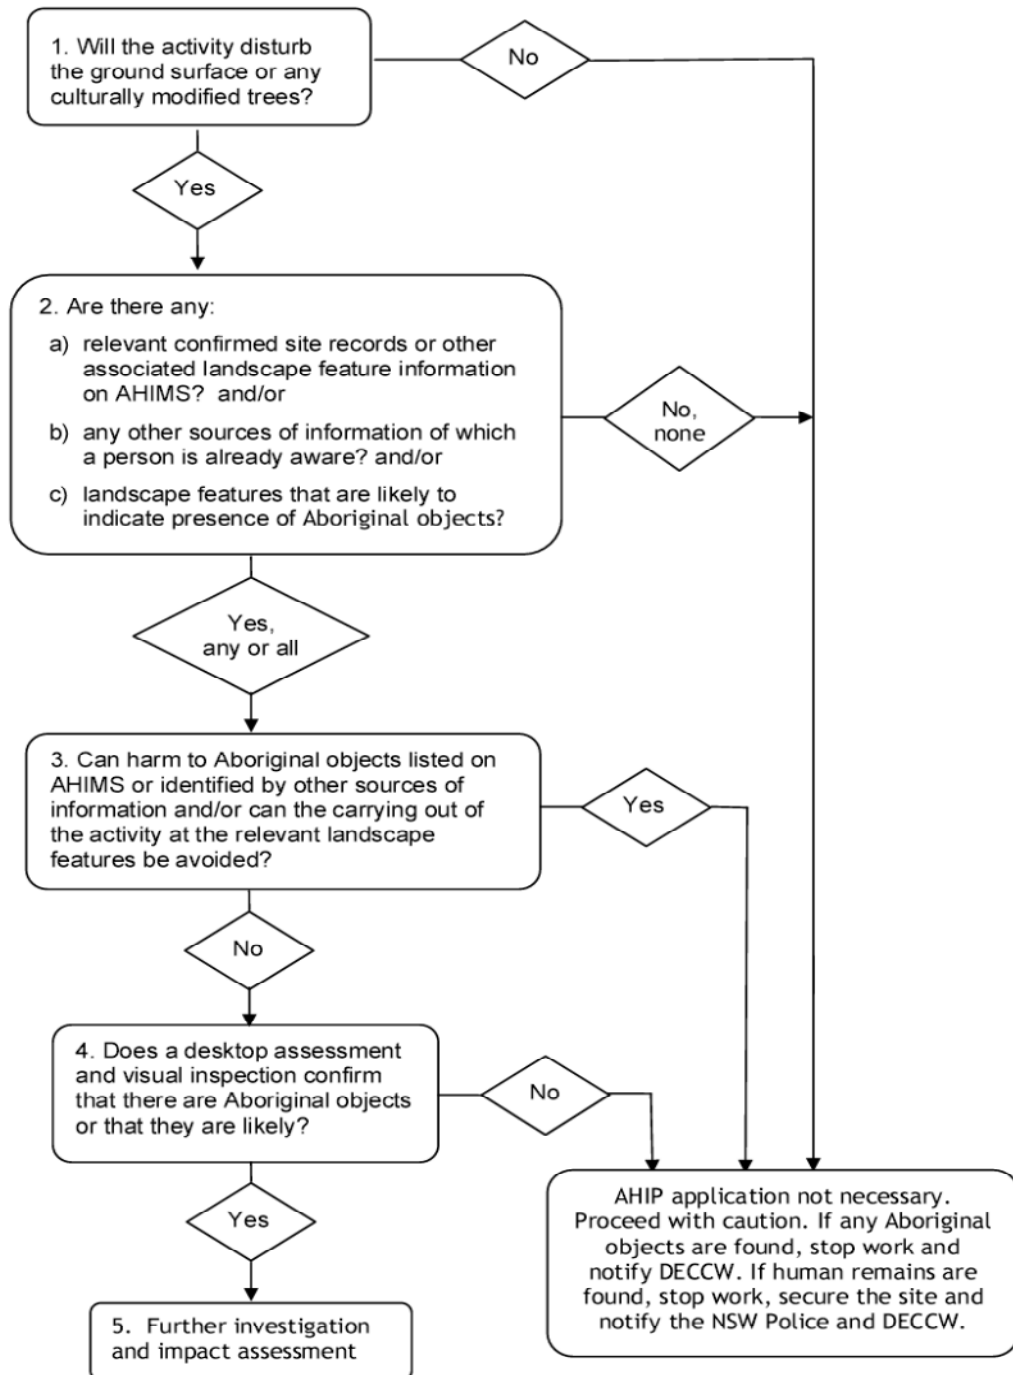 1. Will the activity disturb
the ground surface or any
culturally modified trees?
No
Yes
2. Are there any:
a) relevant confirmed site records or other
associated landscape feature information
on AHIMS? and/or
b) any other sources of information of which
a person is already aware? and/or
c) landscape features that are likely to
indicate presence of Aboriginal objects?
No,
none
Yes,
any or all
3. Can harm to Aboriginal objects listed on
AHIMS or identified by other sources of
information and/or can the carrying out of
the activity at the relevant landscape
features be avoided?
Yes
No
4. Does a desktop assessment
and visual inspection confirm
that there are Aboriginal objects
or that they are likely?
No
Yes
AHIP application not necessary.
Proceed with caution. If any Aboriginal
objects are found, stop work and
notify DECCW. If human remains are
found, stop work, secure the site and
notify the NSW Police and DECCW.
5. Further investigation
and impact assessment